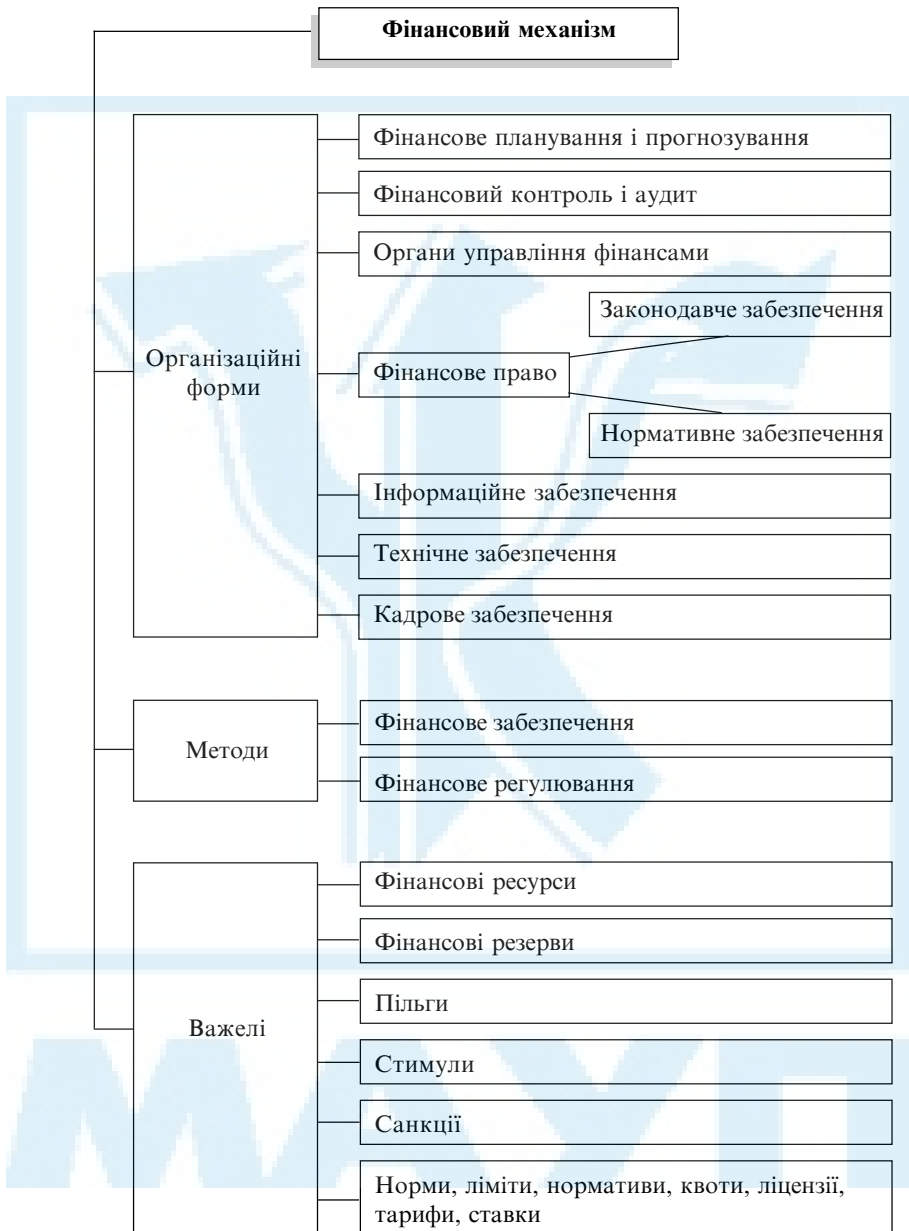 Фінансовий механізм
Організаційні
форми
Фінансове планування і прогнозування
Фінансовий контроль і аудит
Органи управління фінансами
Законодавче забезпечення
Фінансове право
Нормативне забезпечення
Інформаційне забезпечення
Технічне забезпечення
Кадрове забезпечення
Методи
Фінансове забезпечення
Фінансове регулювання
Важелі
Фінансові ресурси
Фінансові резерви
Пільги
Стимули
Санкції
Норми, ліміти, нормативи, квоти, ліцензії,
тарифи, ставки
МАУП